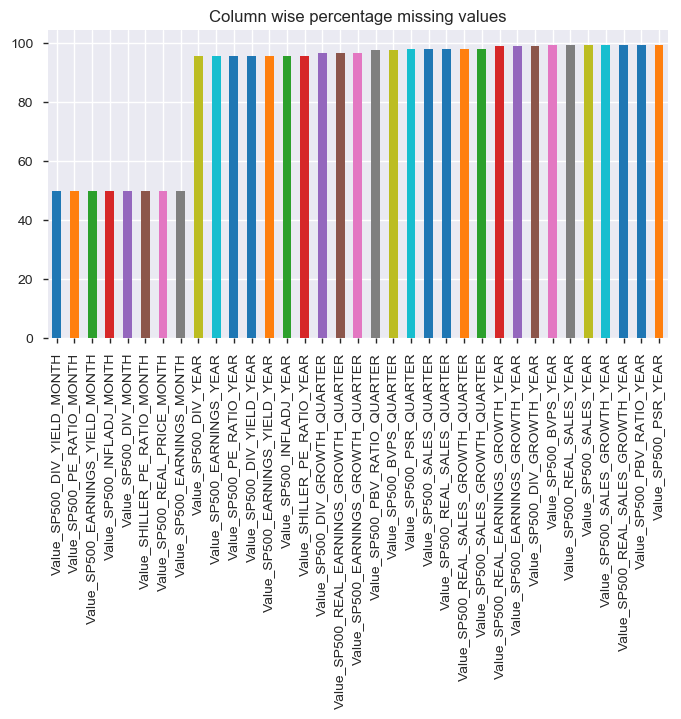 Column wise percentage missing values
100
80
60
40
20
0
Value_SP500_DIV_YIELD_MONTH
Value_SP500_PE_RATIO_MONTH
Value_SP500_EARNINGS_YIELD_MONTH
Value_SP500_INFLADJ_MONTH
Value_SP500_DIV_MONTH
Value_SHILLER_PE_RATIO_MONTH
Value_SP500_REAL_PRICE_MONTH
Value_SP500_EARNINGS_MONTH
Value_SP500_DIV_YEAR
Value_SP500_EARNINGS_YEAR
Value_SP500_PE_RATIO_YEAR
Value_SP500_DIV_YIELD_YEAR
Value_SP500_EARNINGS_YIELD_YEAR
Value_SP500_INFLADJ_YEAR
Value_SHILLER_PE_RATIO_YEAR
Value_SP500_DIV_GROWTH_QUARTER
Value_SP500_REAL_EARNINGS_GROWTH_QUARTER
Value_SP500_EARNINGS_GROWTH_QUARTER
Value_SP500_PBV_RATIO_QUARTER
Value_SP500_BVPS_QUARTER
Value_SP500_PSR_QUARTER
Value_SP500_SALES_QUARTER
Value_SP500_REAL_SALES_QUARTER
Value_SP500_REAL_SALES_GROWTH_QUARTER
Value_SP500_SALES_GROWTH_QUARTER
Value_SP500_REAL_EARNINGS_GROWTH_YEAR
Value_SP500_EARNINGS_GROWTH_YEAR
Value_SP500_DIV_GROWTH_YEAR
Value_SP500_BVPS_YEAR
Value_SP500_REAL_SALES_YEAR
Value_SP500_SALES_YEAR
Value_SP500_SALES_GROWTH_YEAR
Value_SP500_REAL_SALES_GROWTH_YEAR
Value_SP500_PBV_RATIO_YEAR
Value_SP500_PSR_YEAR